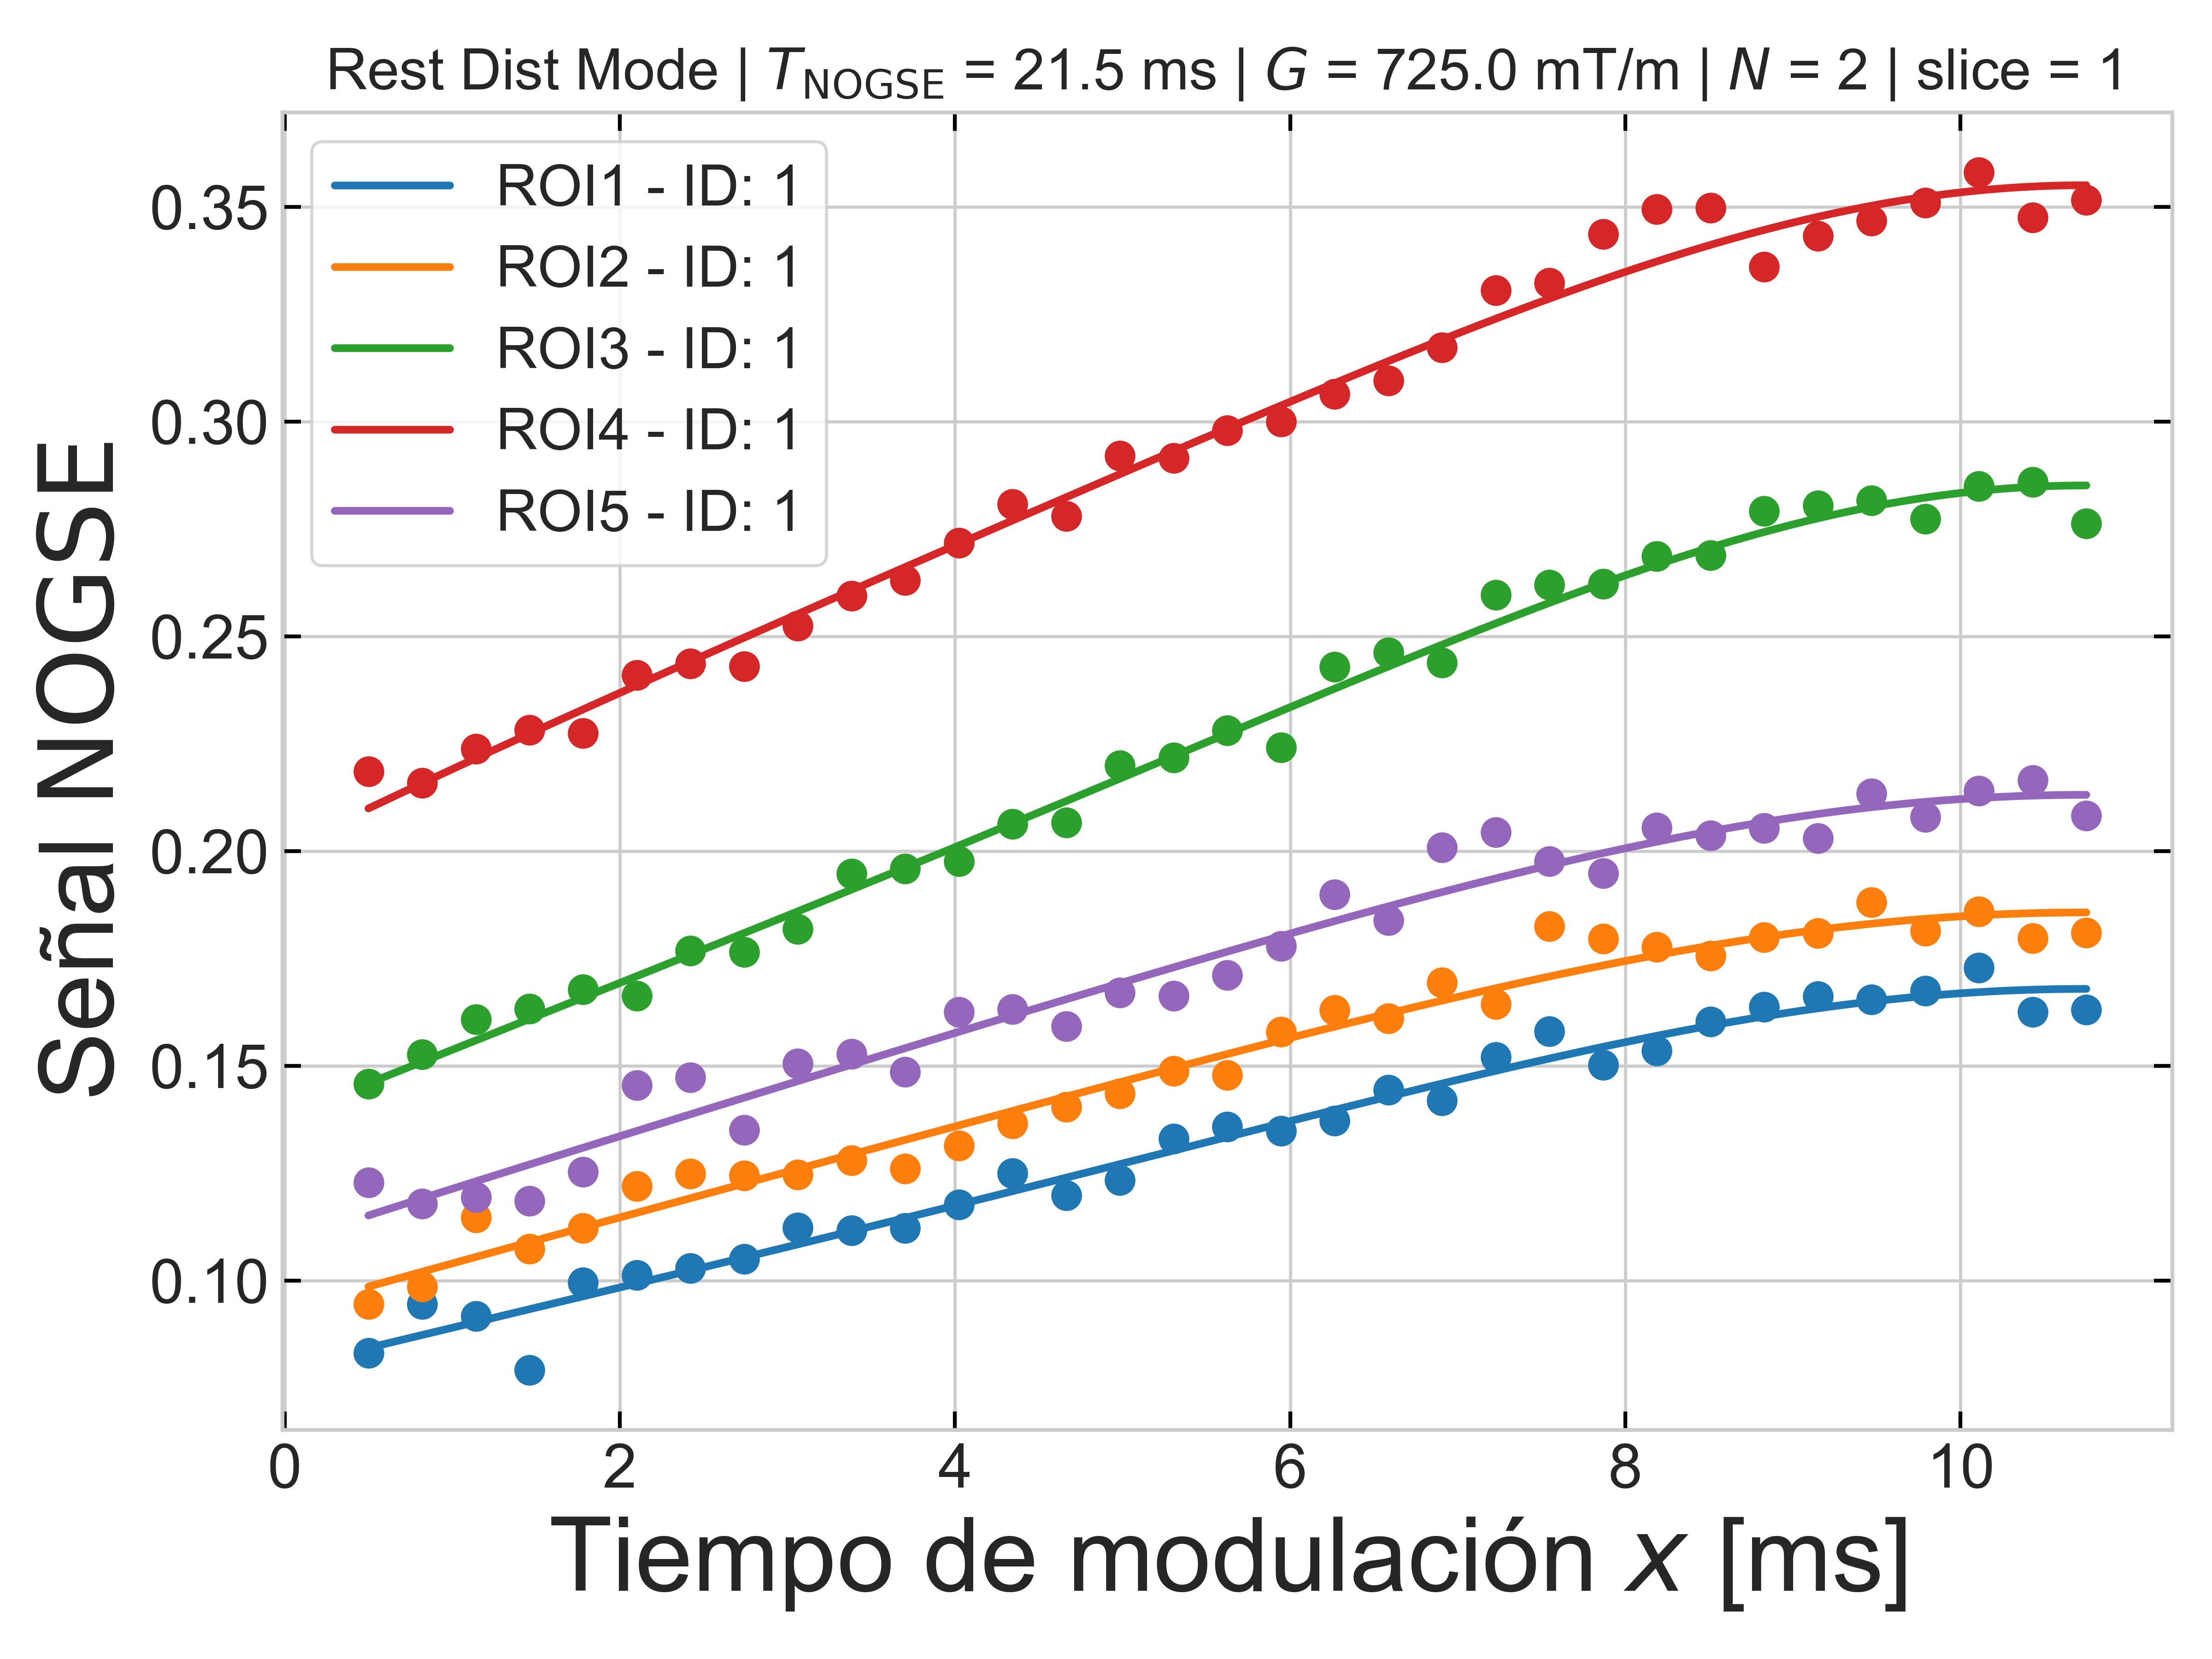 Rest Dist Mode | T_NOGSE = 21.5 ms | G = 725.0 mT/m | N = 2 | slice = 1
ROI1 - ID: 1
ROI2 - ID: 1
ROI3 - ID: 1
ROI4 - ID: 1
ROI5 - ID: 1
Señal NOGSE
0.35
0.30
0.25
0.20
0.15
0.10
0 2 4 6 8 10
Tiempo de modulación x [ms]